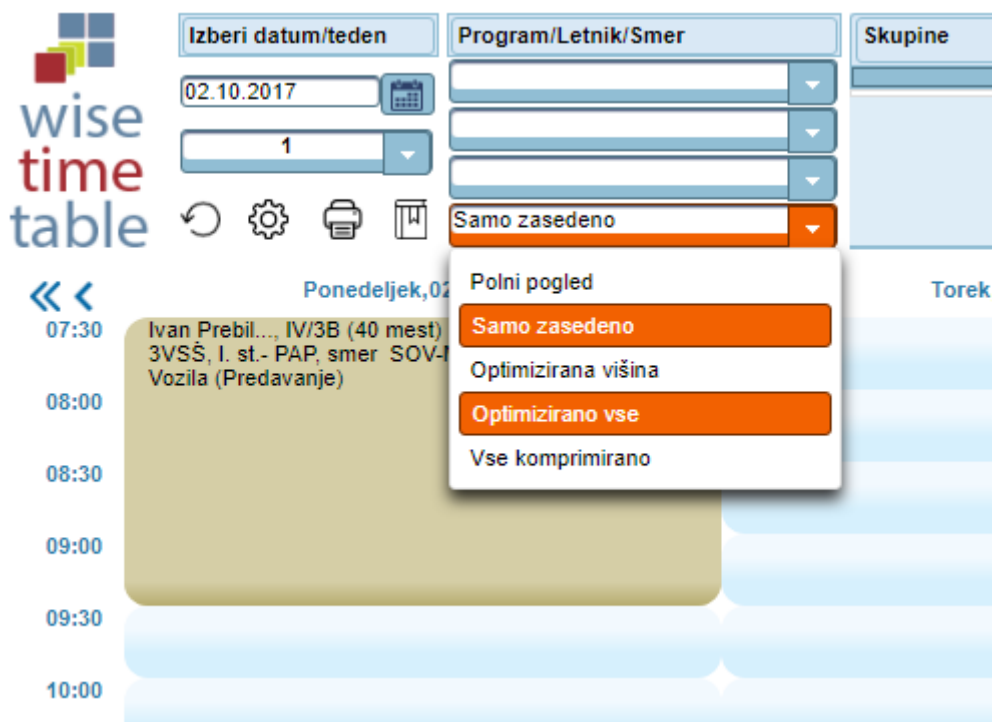 wise
time
table
Izberi datum/teden
02.10.2017
1
Program/Letnik/Smer
Samo zasedeno
Skupine
Polni pogled
Samo zasedeno
Optimizirana višina
Optimizirano vse
Vse komprimirano
Ponedeljek,02
Torek
07:30
Ivan Prebil..., IV/3B (40 mest)
3VSŠ, I. st.- PAP, smer SOV-
Vozila (Predavanje)
08:00
08:30
09:00
09:30
10:00